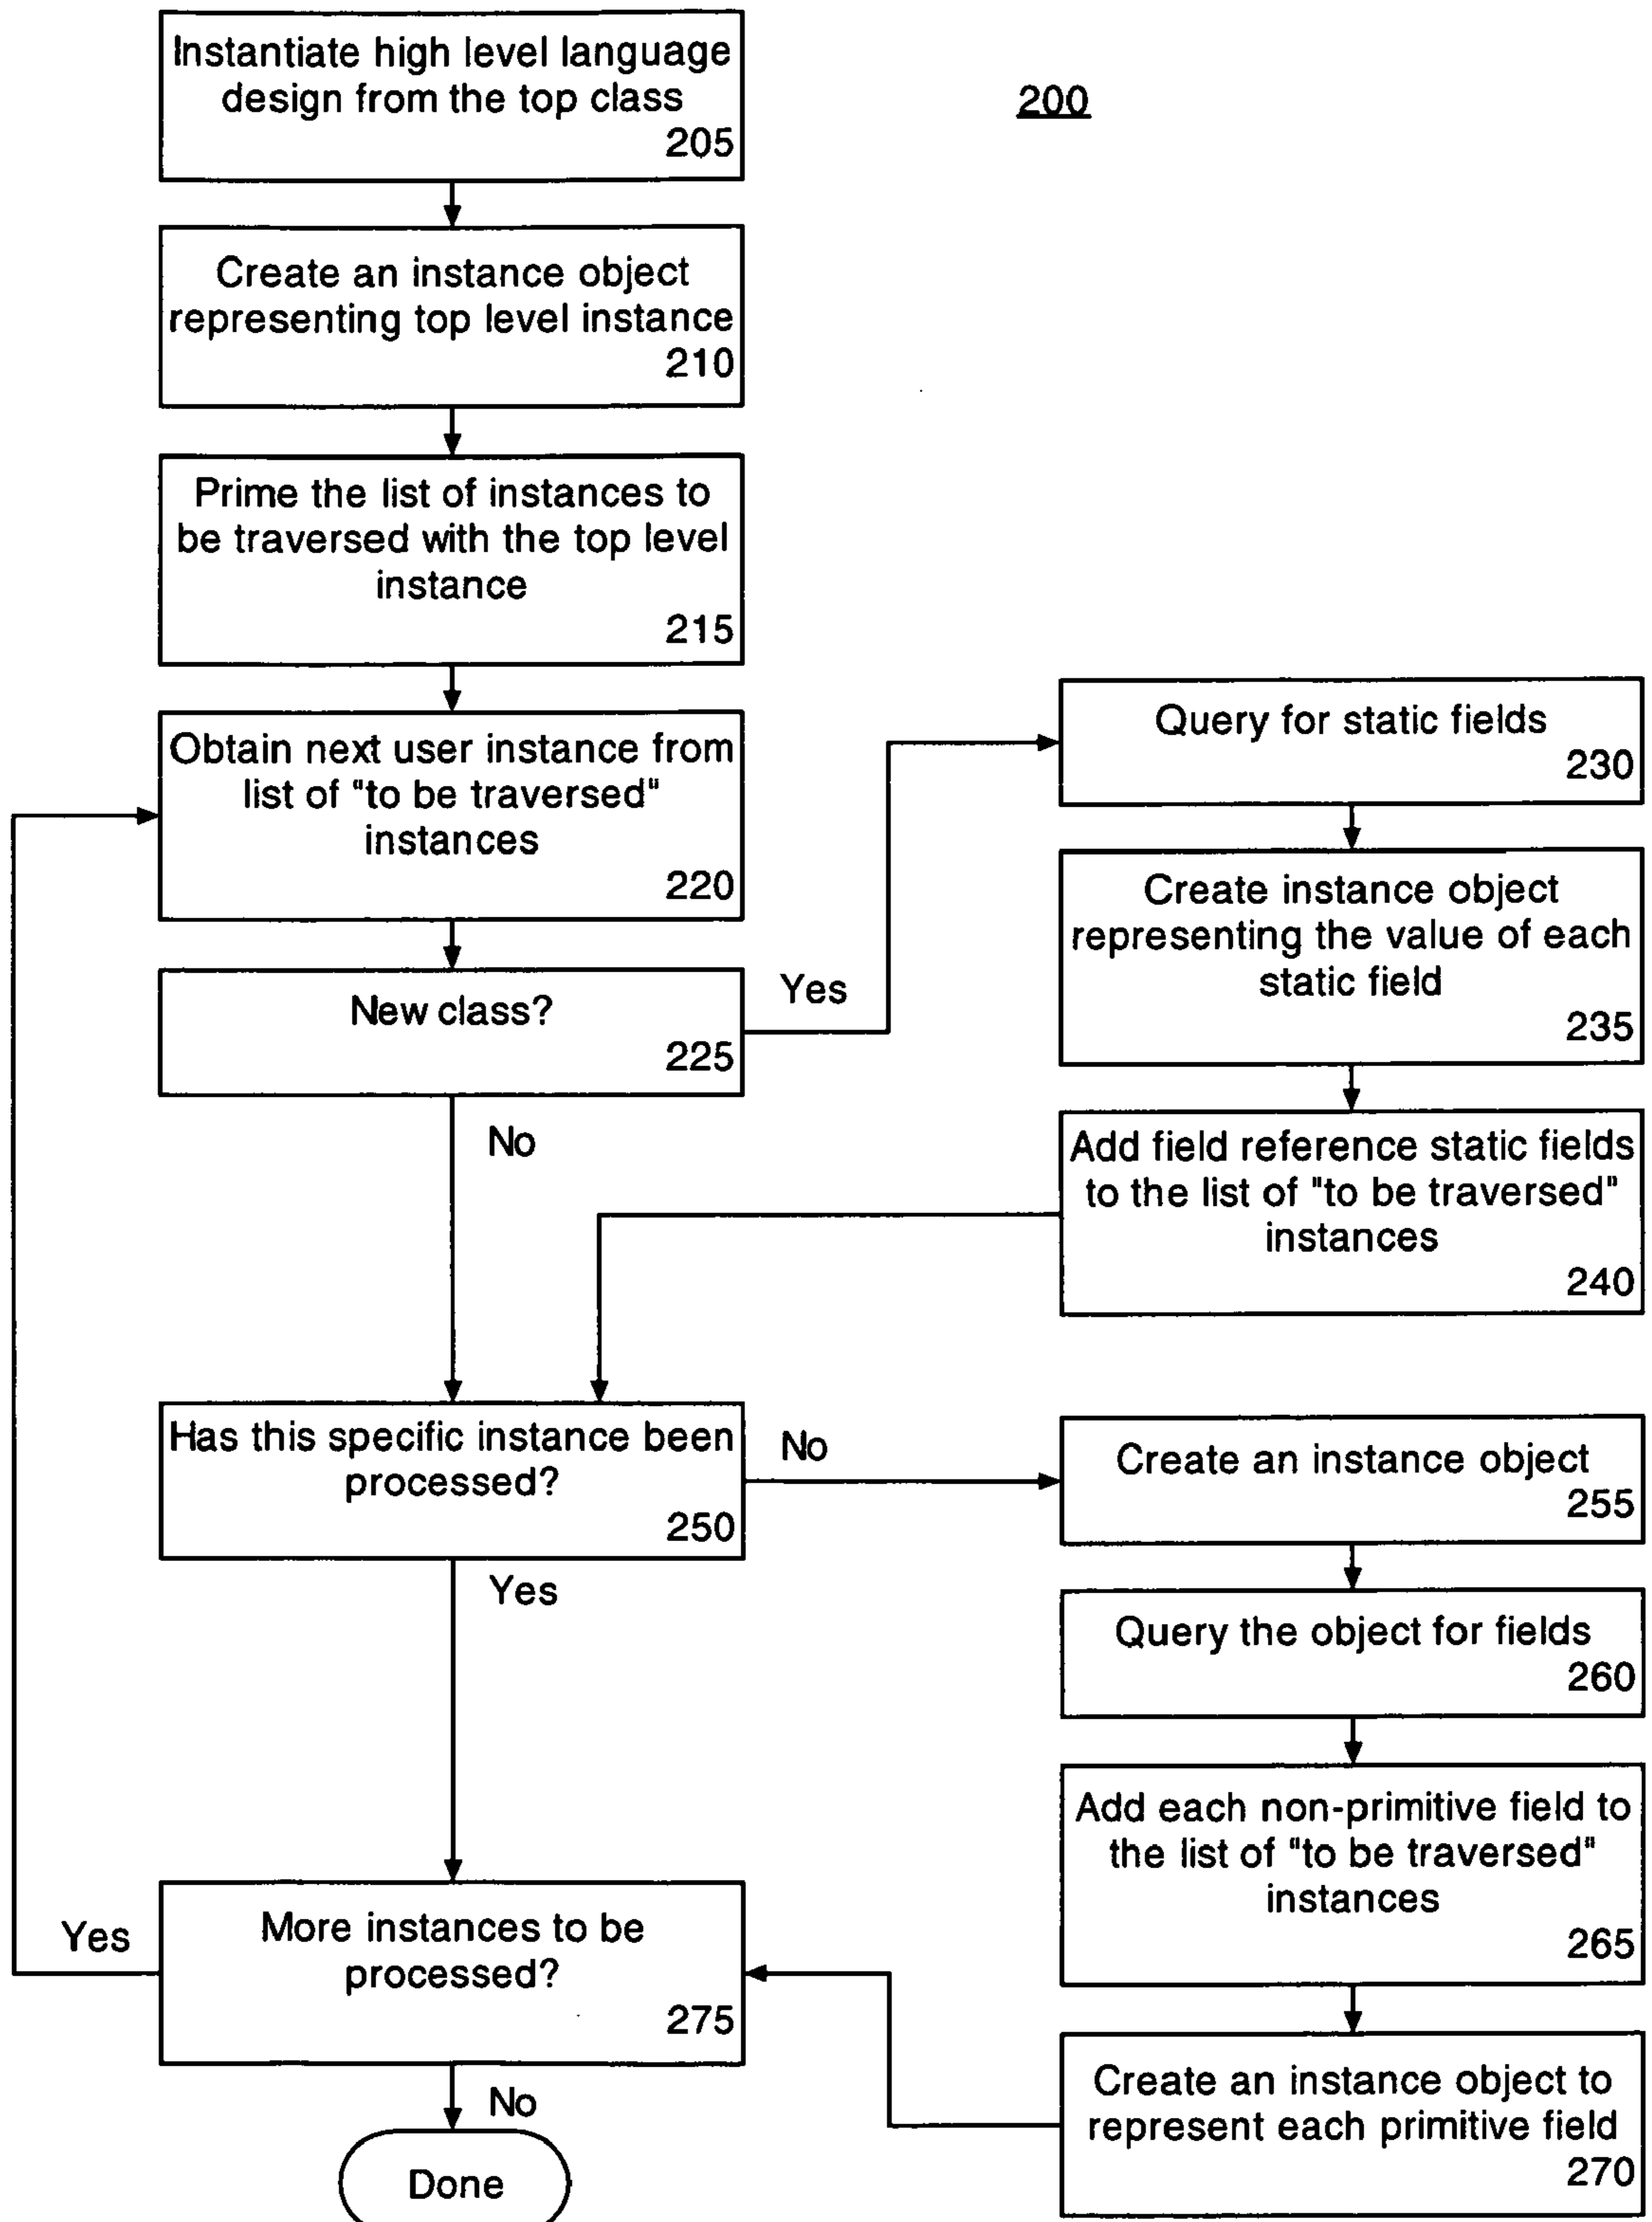 Instantiate high level language
design from the top class
205
200
Create an instance object
representing top level instance
210
Prime the list of instances to
be traversed with the top level
instance
215
Obtain next user instance from
list of "to be traversed"
instances
220
New class?
225
Yes
No
Query for static fields
230
Create instance object
representing the value of each
static field
235
Add field reference static fields
to the list of "to be traversed"
instances
240
Has this specific instance been
processed?
250
No
Yes
Create an instance object
255
Query the object for fields
260
Add each non-primitive field to
the list of "to be traversed"
instances
265
Create an instance object to
represent each primitive field
270
More instances to be
processed?
275
Yes
No
Done